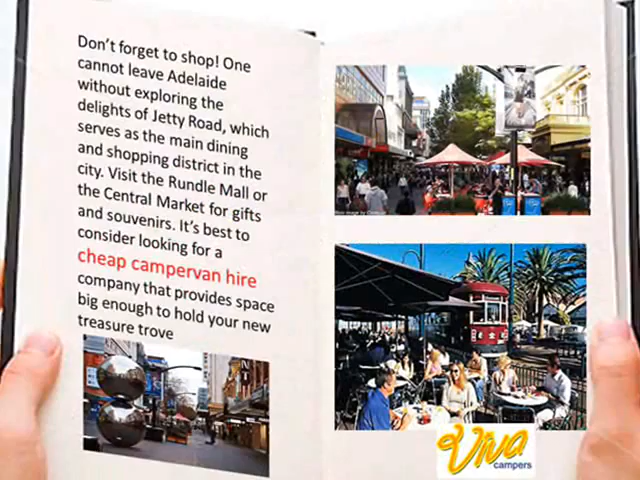 Don't forget to shop! One
cannot leave Adelaide
without exploring the
delights of Jetty Road, which
serves as the main dining
and shopping district in the
city. Visit the Rundle Mall or
the Central Market for gifts
and souvenirs. It's best to
consider looking for a
cheap campervan hire
company that provides space
big enough to hold your new
treasure trove
Viva
campers